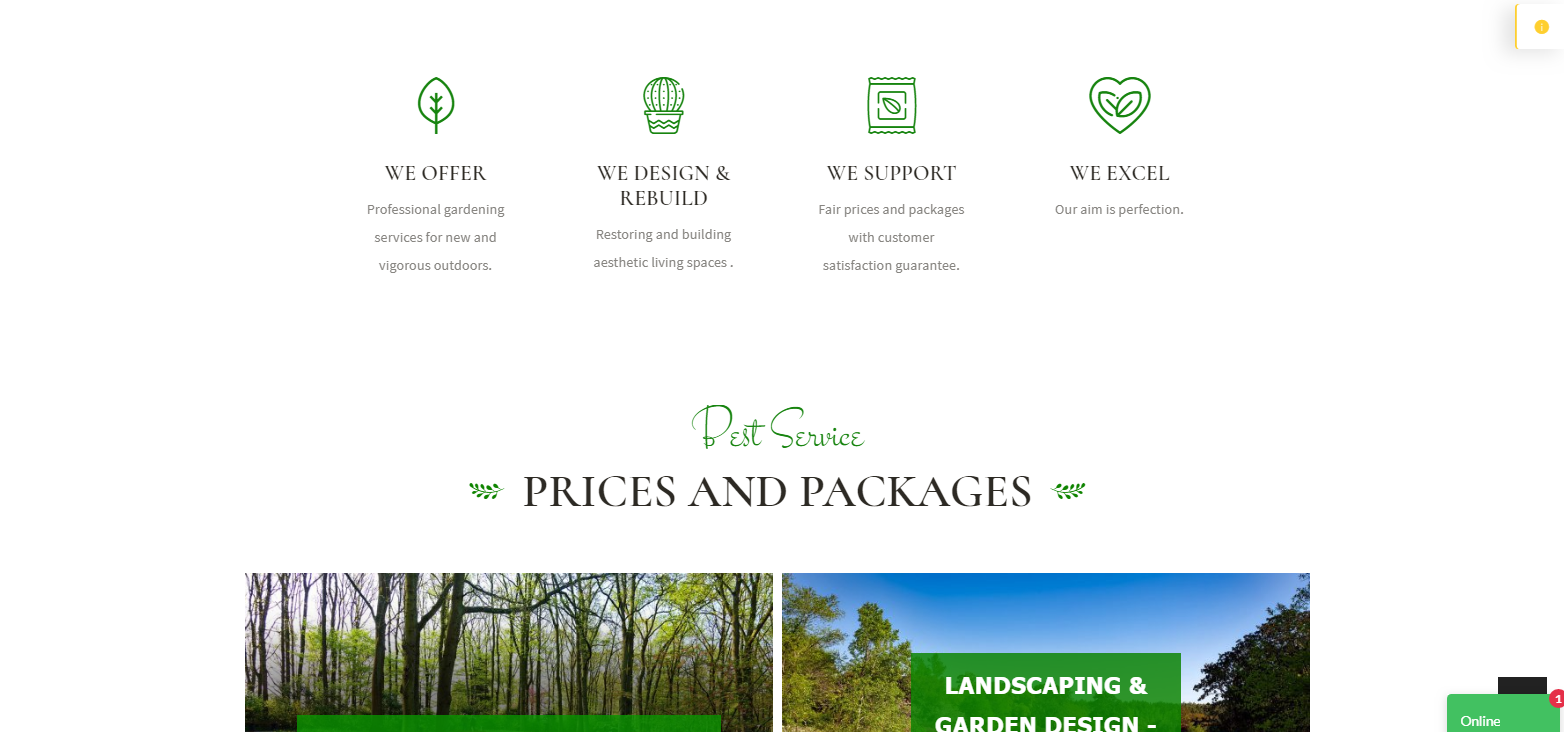 WE OFFER
Professional gardening
services for new and
vigorous outdoors.
WE DESIGN &
REBUILD
Restoring and building
aesthetic living spaces .
WE SUPPORT
Fair prices and packages
with customer
satisfaction guarantee.
WE EXCEL
Our aim is perfection.
Best Service
PRICES AND PACKAGES
LANDSCAPING &
GARDEN DESIGN -
Online
1